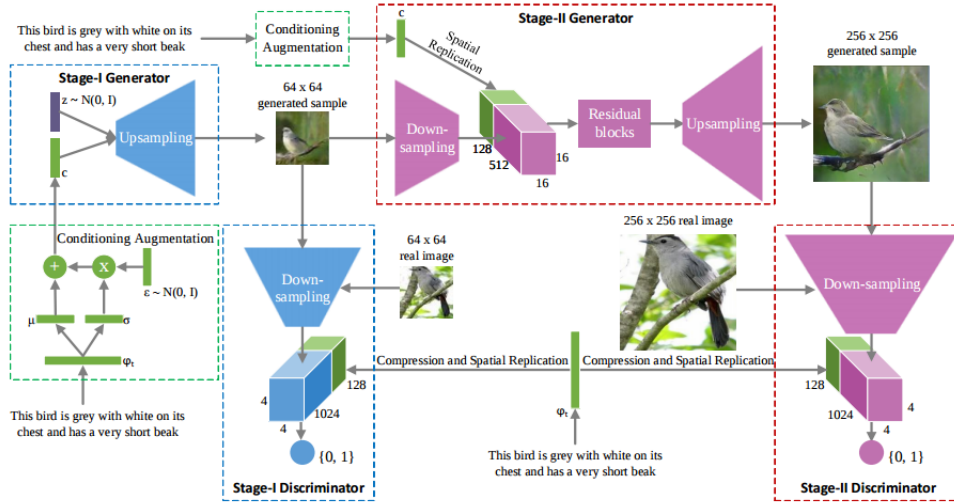 This bird is grey with white on its
chest and has a very short beak
Conditioning
Augmentation
c
Stage-II Generator
Spatial
Replication
256 x 256
generated sample
Stage-I Generator
z ~ N(0, I)
Upsampling
c
64 x 64
generated sample
Down-
sampling
128
512
16
16
Residual
blocks
Upsampling
Conditioning Augmentation
+
x
ε ~ N(0, I)
μ
σ
φt
This bird is grey with white on its
chest and has a very short beak
64 x 64
real image
Down-
sampling
128
4
1024
4
{0, 1}
Stage-I Discriminator
256 x 256 real image
Compression and Spatial Replication
Compression and Spatial Replication
φt
This bird is grey with white on its
chest and has a very short beak
Down-sampling
128
1024
4
4
{0, 1}
Stage-II Discriminator